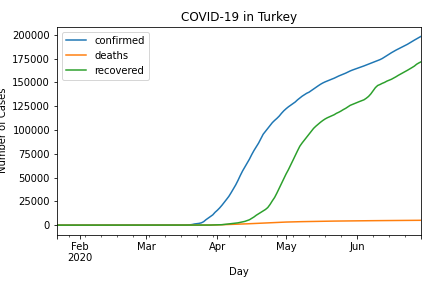 COVID-19 in Turkey
confirmed
deaths
recovered
200000
175000
150000
125000
100000
75000
50000
25000
0
Number of Cases
Feb
2020
Mar
Apr
May
Jun
Day